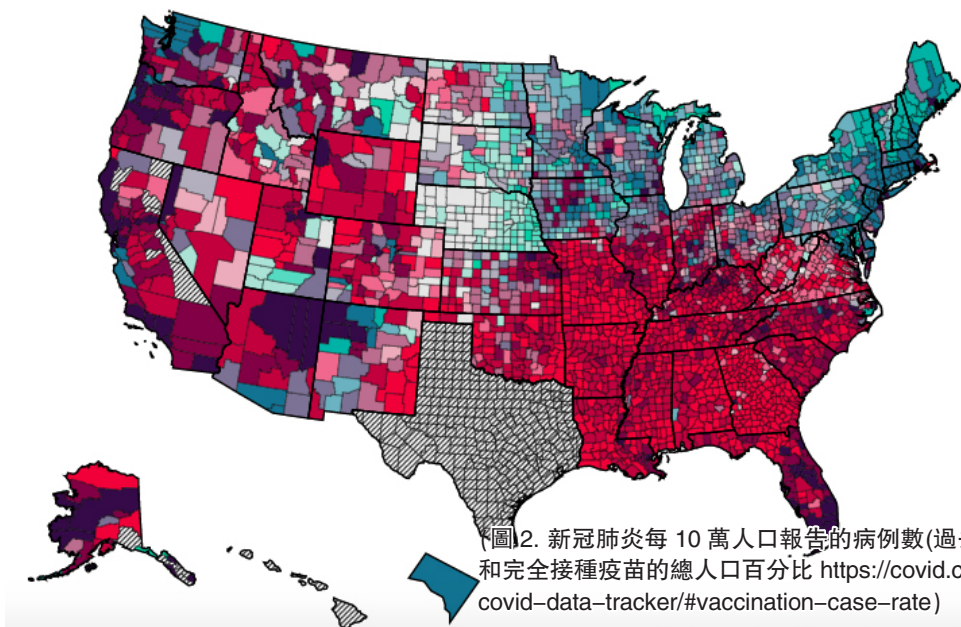 (圖2. 新冠肺炎每 10 萬人口報告的病例數(過
和完全接種疫苗的總人口百分比 https://covid.c
covid–data–tracker/#vaccination–case–rate)